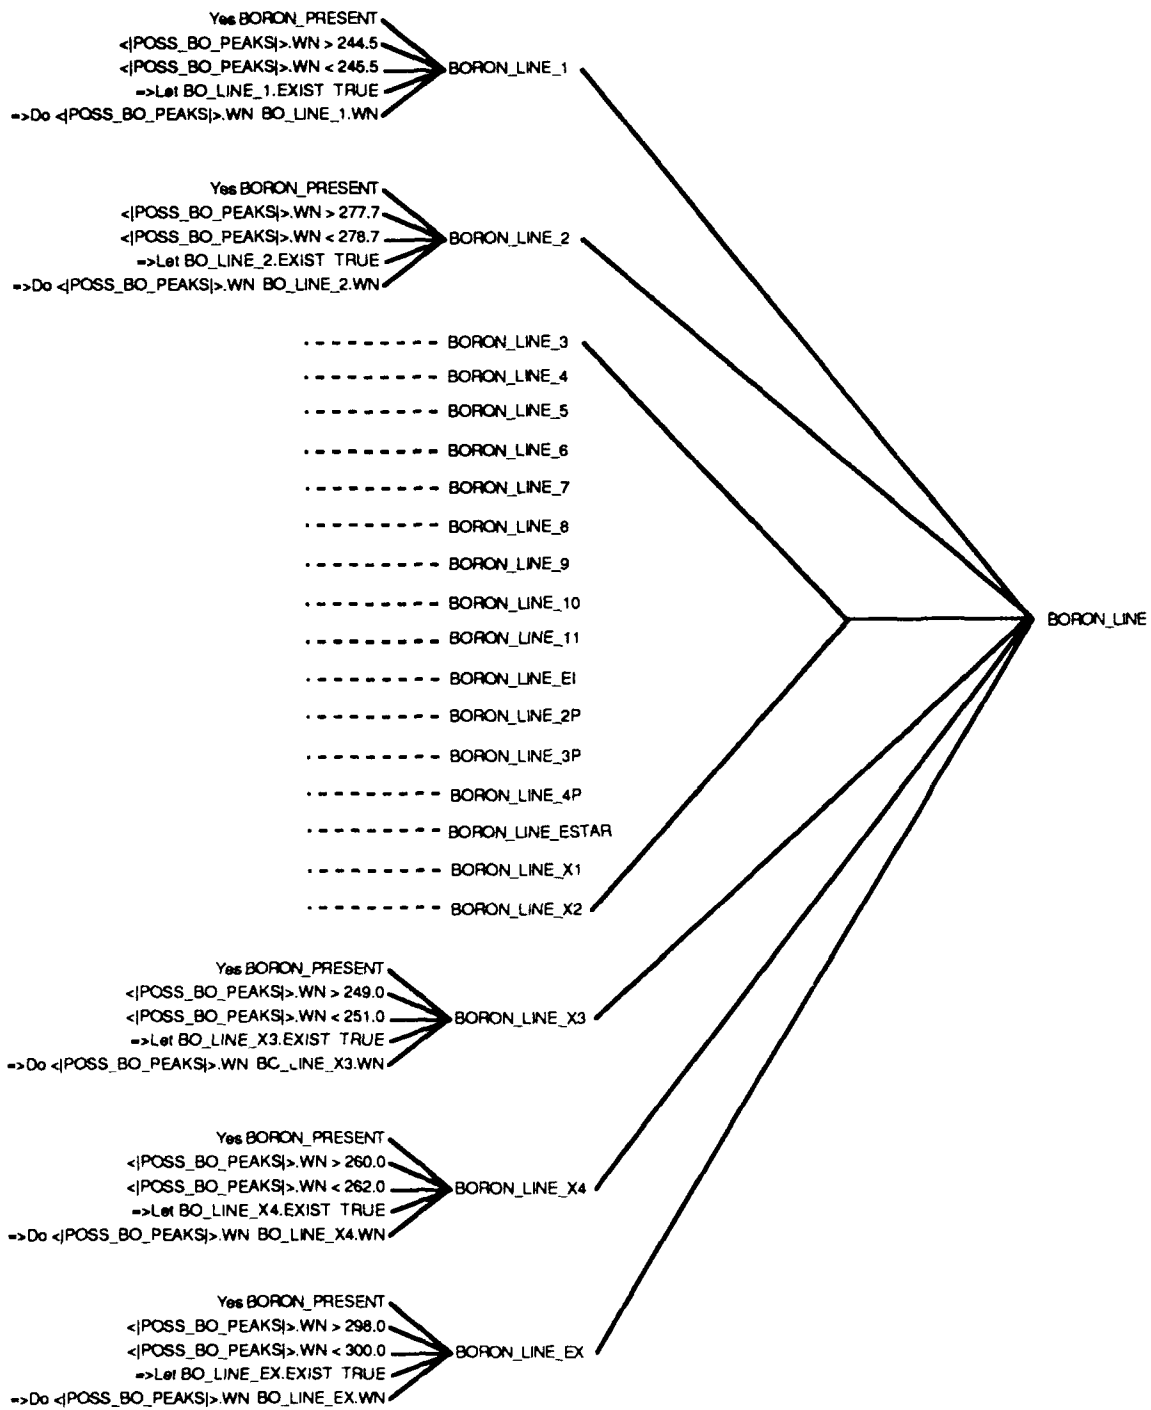 Yes BORON_PRESENT
<|POSS_BO_PEAKS|>.WN > 244.5
<|POSS_BO_PEAKS|>.WN < 245.5
=>Let BO_LINE_1.EXIST TRUE
=>Do <|POSS_BO_PEAKS|>.WN BO_LINE_1.WN
BORON_LINE_1
Yes BORON_PRESENT
<|POSS_BO_PEAKS|>.WN > 277.7
<|POSS_BO_PEAKS|>.WN < 278.7
=>Let BO_LINE_2.EXIST TRUE
=>Do <|POSS_BO_PEAKS|>.WN BO_LINE_2.WN
BORON_LINE_2
BORON_LINE_3
BORON_LINE_4
BORON_LINE_5
BORON_LINE_6
BORON_LINE_7
BORON_LINE_8
BORON_LINE_9
BORON_LINE_10
BORON_LINE_11
BORON_LINE_EI
BORON_LINE_2P
BORON_LINE_3P
BORON_LINE_4P
BORON_LINE_ESTAR
BORON_LINE_X1
BORON_LINE_X2
BORON_LINE
Yes BORON_PRESENT
<|POSS_BO_PEAKS|>.WN > 249.0
<|POSS_BO_PEAKS|>.WN < 251.0
=>Let BO_LINE_X3.EXIST TRUE
=>Do <|POSS_BO_PEAKS|>.WN BO_LINE_X3.WN
BORON_LINE_X3
Yes BORON_PRESENT
<|POSS_BO_PEAKS|>.WN > 260.0
<|POSS_BO_PEAKS|>.WN < 262.0
=>Let BO_LINE_X4.EXIST TRUE
=>Do <|POSS_BO_PEAKS|>.WN BO_LINE_X4.WN
BORON_LINE_X4
Yes BORON_PRESENT
<|POSS_BO_PEAKS|>.WN > 298.0
<|POSS_BO_PEAKS|>.WN < 300.0
=>Let BO_LINE_EX.EXIST TRUE
=>Do <|POSS_BO_PEAKS|>.WN BO_LINE_EX.WN
BORON_LINE_EX